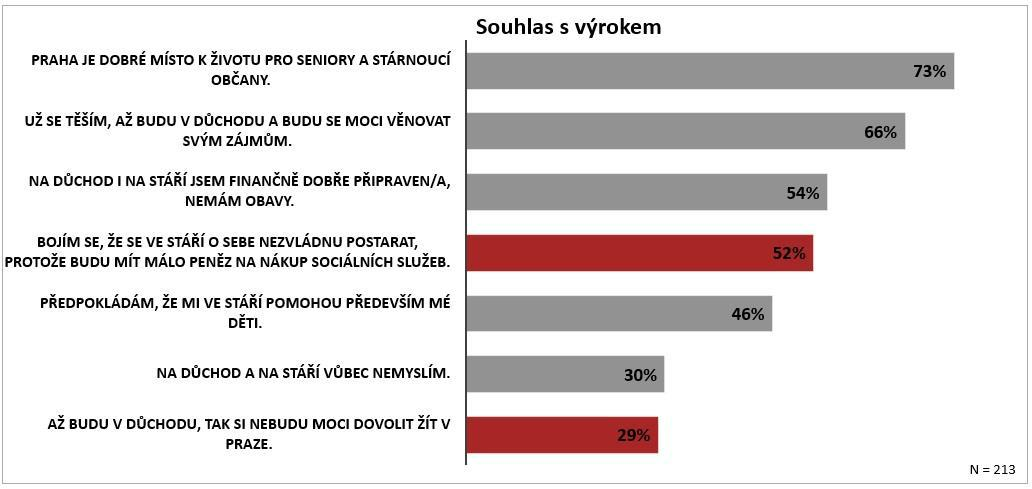 Souhlas s výrokem
PRAHA JE DOBRÉ MÍSTO K ŽIVOTU PRO SENIORY A STÁRNOUCÍ
OBČANY.
73%
UŽ SE TĚŠÍM, AŽ BUDU V DŮCHODU A BUDU SE MOCI VĚNOVAT
SVÝM ZÁJMŮM.
66%
NA DŮCHOD I NA STÁŘÍ JSEM FINANČNĚ DOBŘE PŘIPRAVEN/A,
NEMÁM OBAVY.
54%
BOJÍM SE, ŽE SE VE STÁŘÍ O SEBE NEZVLÁDNU POSTARAT,
PROTOŽE BUDU MÍT MÁLO PENĚZ NA NÁKUP SOCIÁLNÍCH SLUŽEB.
52%
PŘEDPOKLÁDÁM, ŽE MI VE STÁŘÍ POMOHOU PŘEDEVŠÍM MÉ
DĚTI.
46%
NA DŮCHOD A NA STÁŘÍ VŮBEC NEMYSLÍM.
30%
AŽ BUDU V DŮCHODU, TAK SI NEBUDU MOCI DOVOLIT ŽÍT V
PRAZE.
29%
N = 213